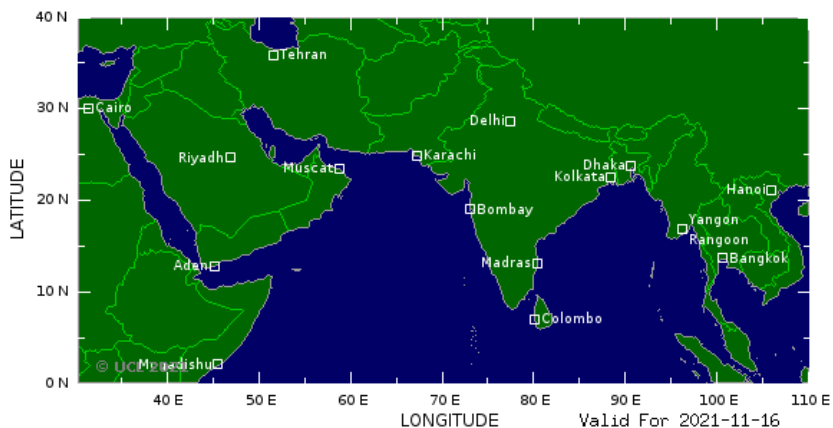 40 N
Tehran
30 N
Cairo
Delhi
Karachi
Riyadh
Muscat
Dhaka
Kolkata
Hanoi
20 N
Bombay
Yangon
Rangoon
LATITUDE
Aden
Madras
Bangkok
10 N
Colombo
© UCL
0 N
40 E 50 E 60 E 70 E 80 E 90 E 100 E 110 E
LONGITUDE
Valid For 2021-11-16